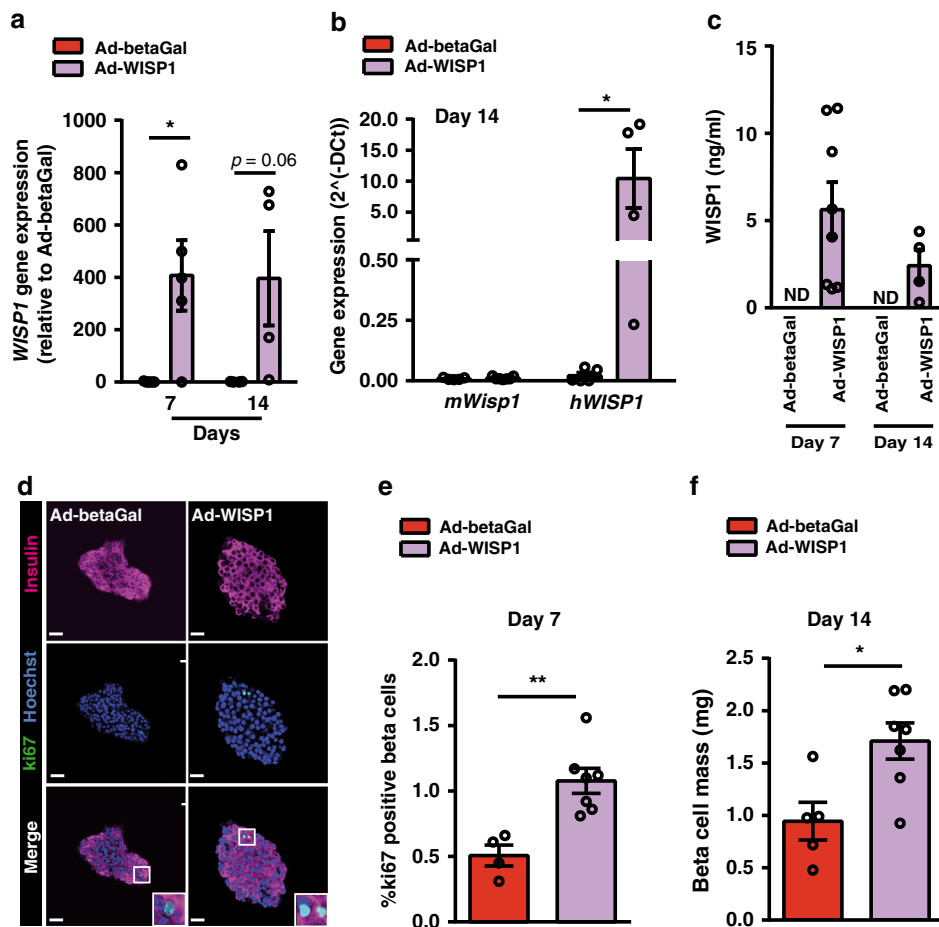 a
Ad-betaGal
Ad-WISP1
WISP1 gene expression
(relative to Ad-betaGal)
1000
800
600
400
200
0
*
p = 0.06
7
14
Days
b
Ad-betaGal
Ad-WISP1
Day 14
Gene expression (2^(-DCt))
20.0
15.0
10.0
5.0
0.50
0.25
0.00
*
mWisp1
hWISP1
c
WISP1 (ng/ml)
15
10
5
0
ND
ND
Ad-betaGal
Ad-WISP1
Ad-betaGal
Ad-WISP1
Day 7
Day 14
d
Ad-betaGal
Ad-WISP1
Insulin
ki67 Hoechst
Merge
e
Ad-betaGal
Ad-WISP1
Day 7
%ki67 positive beta cells
2.0
1.5
1.0
0.5
0.0
**
f
Ad-betaGal
Ad-WISP1
Day 14
Beta cell mass (mg)
2.5
2.0
1.5
1.0
0.5
0.0
*